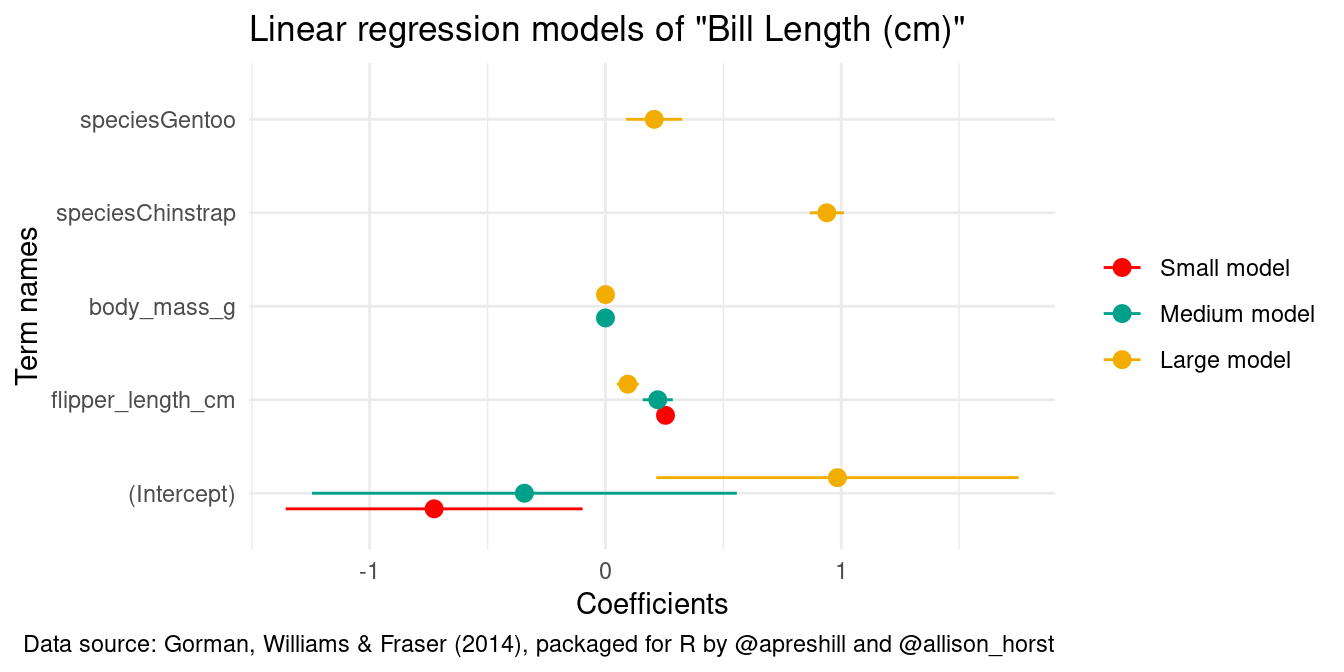 Linear regression models of "Bill Length (cm)"
speciesGentoo
speciesChinstrap
body_mass_g
flipper_length_cm
(Intercept)
Term names
-1
0
1
Coefficients
Small model
Medium model
Large model
Data source: Gorman, Williams & Fraser (2014), packaged for R by @apreshill and @allison_horst